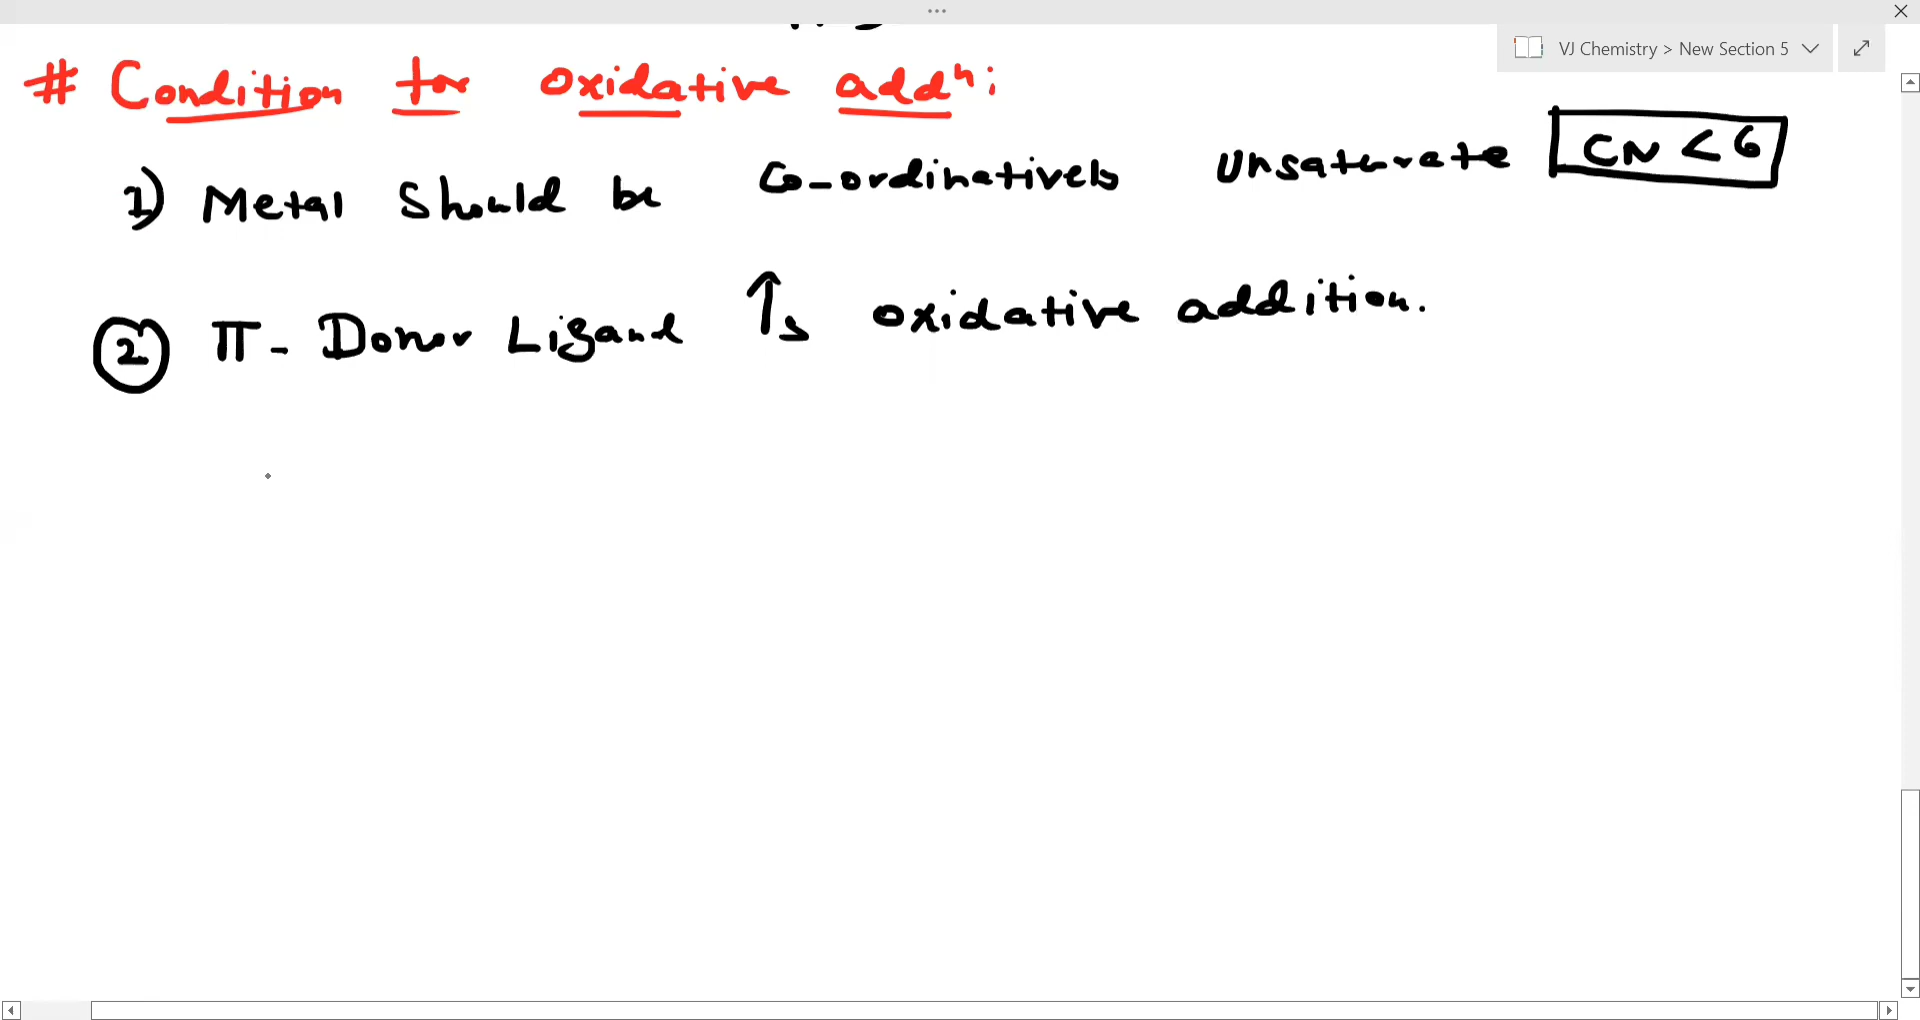 VJ Chemistry > New Section 5
# Condition for oxidative addⁿ:
1) Metal Should be Co-ordinatively Unsaturate CN < 6
2 π- Donor Ligand ↑s oxidative addition.